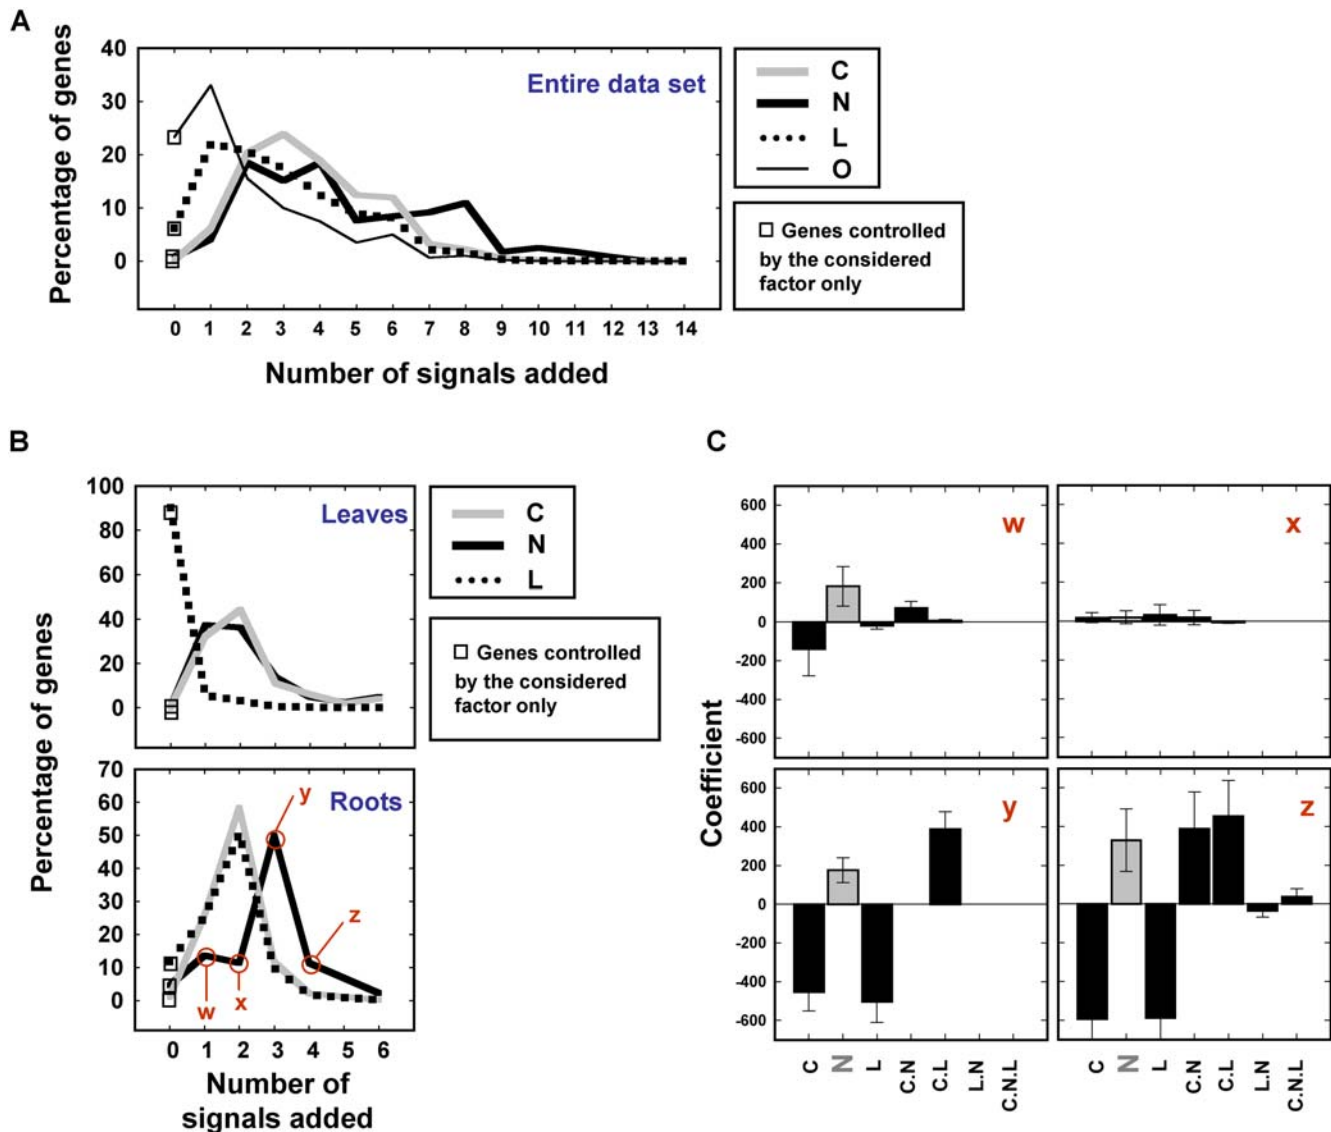 A
Percentage of genes
40
30
20
10
0
Entire data set
0 1 2 3 4 5 6 7 8 9 10 11 12 13 14
Number of signals added
C
N
L
O
Genes controlled
by the considered
factor only
B
Percentage of genes
100
80
60
40
20
0
Leaves
C
N
L
Genes controlled
by the considered
factor only
70
60
50
40
30
20
10
0
Roots
y
z
w
x
0 1 2 3 4 5 6
Number of
signals added
C
Coefficient
600
400
200
0
-200
-400
-600
w
x
600
400
200
0
-200
-400
-600
y
z
C
N
L
C.N
C.L
L.N
C.N.L
C
N
L
C.N
C.L
L.N
C.N.L